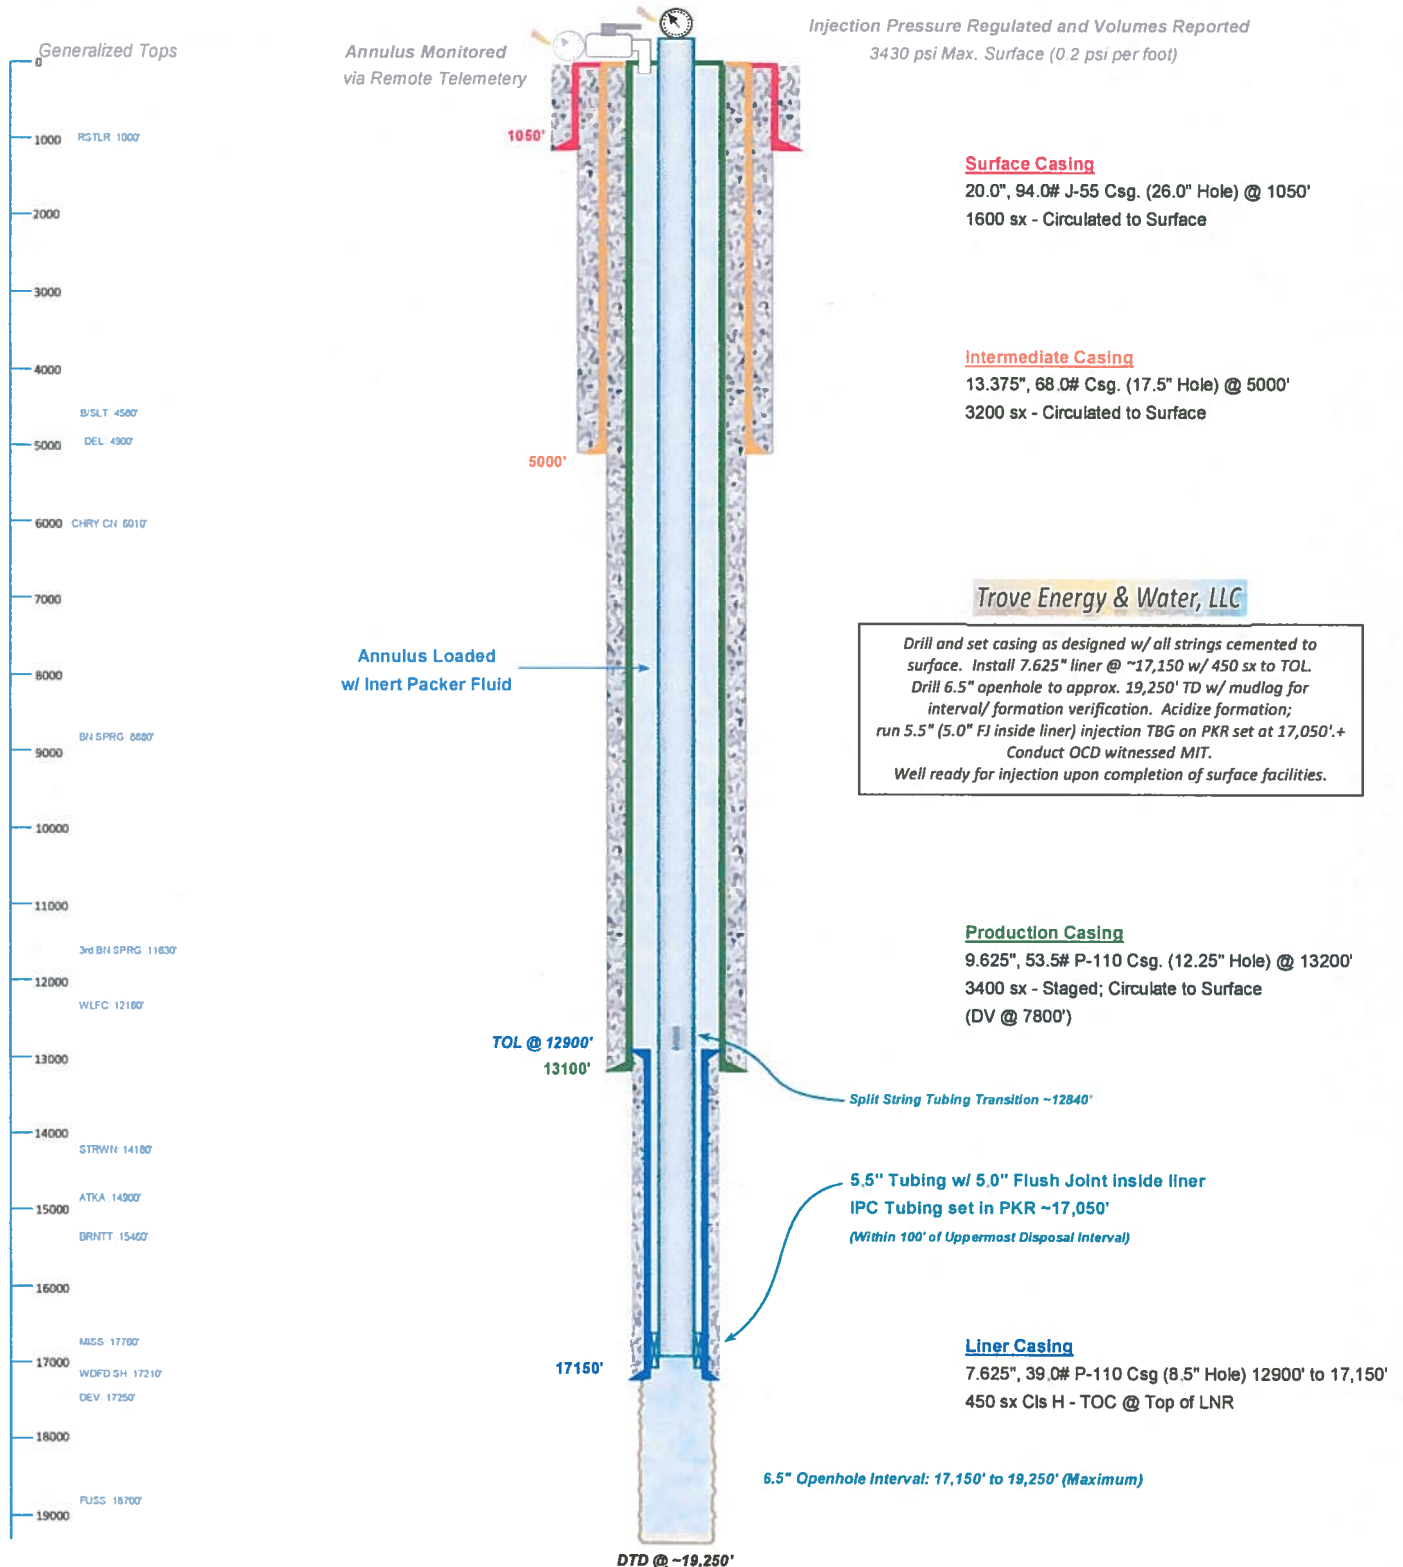 Generalized Tops
Annulus Monitored
via Remote Telemetery
Injection Pressure Regulated and Volumes Reported
3430 psi Max. Surface (0.2 psi per foot)
0
1000
RSTLR 1000'
2000
3000
4000
B/SLT 4580'
5000
DEL 4900'
6000
CHRY CN 6010'
7000
8000
BN SPRG 8880'
9000
10000
11000
3rd BN SPRG 11630'
12000
WLFC 12160'
13000
14000
STRWN 14180'
ATKA 14900'
15000
BRNTT 15460'
16000
MISS 17760'
17000
WDFD SH 17210'
DEV 17250'
18000
FUSS 18700'
19000
1050'
5000'
Annulus Loaded
w/ Inert Packer Fluid
TOL @ 12900'
13100'
17150'
DTD @ ~19,250'
Surface Casing
20.0", 94.0# J-55 Csg. (26.0" Hole) @ 1050'
1600 sx - Circulated to Surface
Intermediate Casing
13.375", 68.0# Csg. (17.5" Hole) @ 5000'
3200 sx - Circulated to Surface
Trove Energy & Water, LLC
Drill and set casing as designed w/ all strings cemented to
surface. Install 7.625" liner @ ~17,150 w/ 450 sx to TOL.
Drill 6.5" openhole to approx. 19,250' TD w/ mudlog for
interval/ formation verification. Acidize formation;
run 5.5" (5.0" FJ inside liner) injection TBG on PKR set at 17,050'.+
Conduct OCD witnessed MIT.
Well ready for injection upon completion of surface facilities.
Production Casing
9.625", 53.5# P-110 Csg. (12.25" Hole) @ 13200'
3400 sx - Staged; Circulate to Surface
(DV @ 7800')
Split String Tubing Transition ~12840'
5.5" Tubing w/ 5.0" Flush Joint inside liner
IPC Tubing set in PKR ~17,050'
(Within 100' of Uppermost Disposal Interval)
Liner Casing
7.625", 39.0# P-110 Csg (8.5" Hole) 12900' to 17,150'
450 sx Cls H - TOC @ Top of LNR
6.5" Openhole Interval: 17,150' to 19,250' (Maximum)